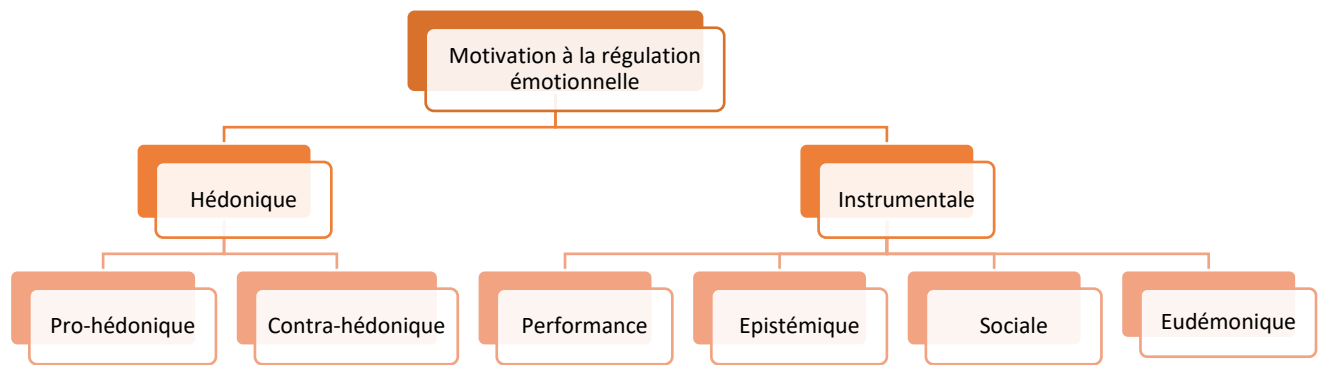 Motivation à la régulation
émotionnelle
Hédonique
Instrumentale
Pro-hédonique
Contra-hédonique
Performance
Epistémique
Sociale
Eudémonique